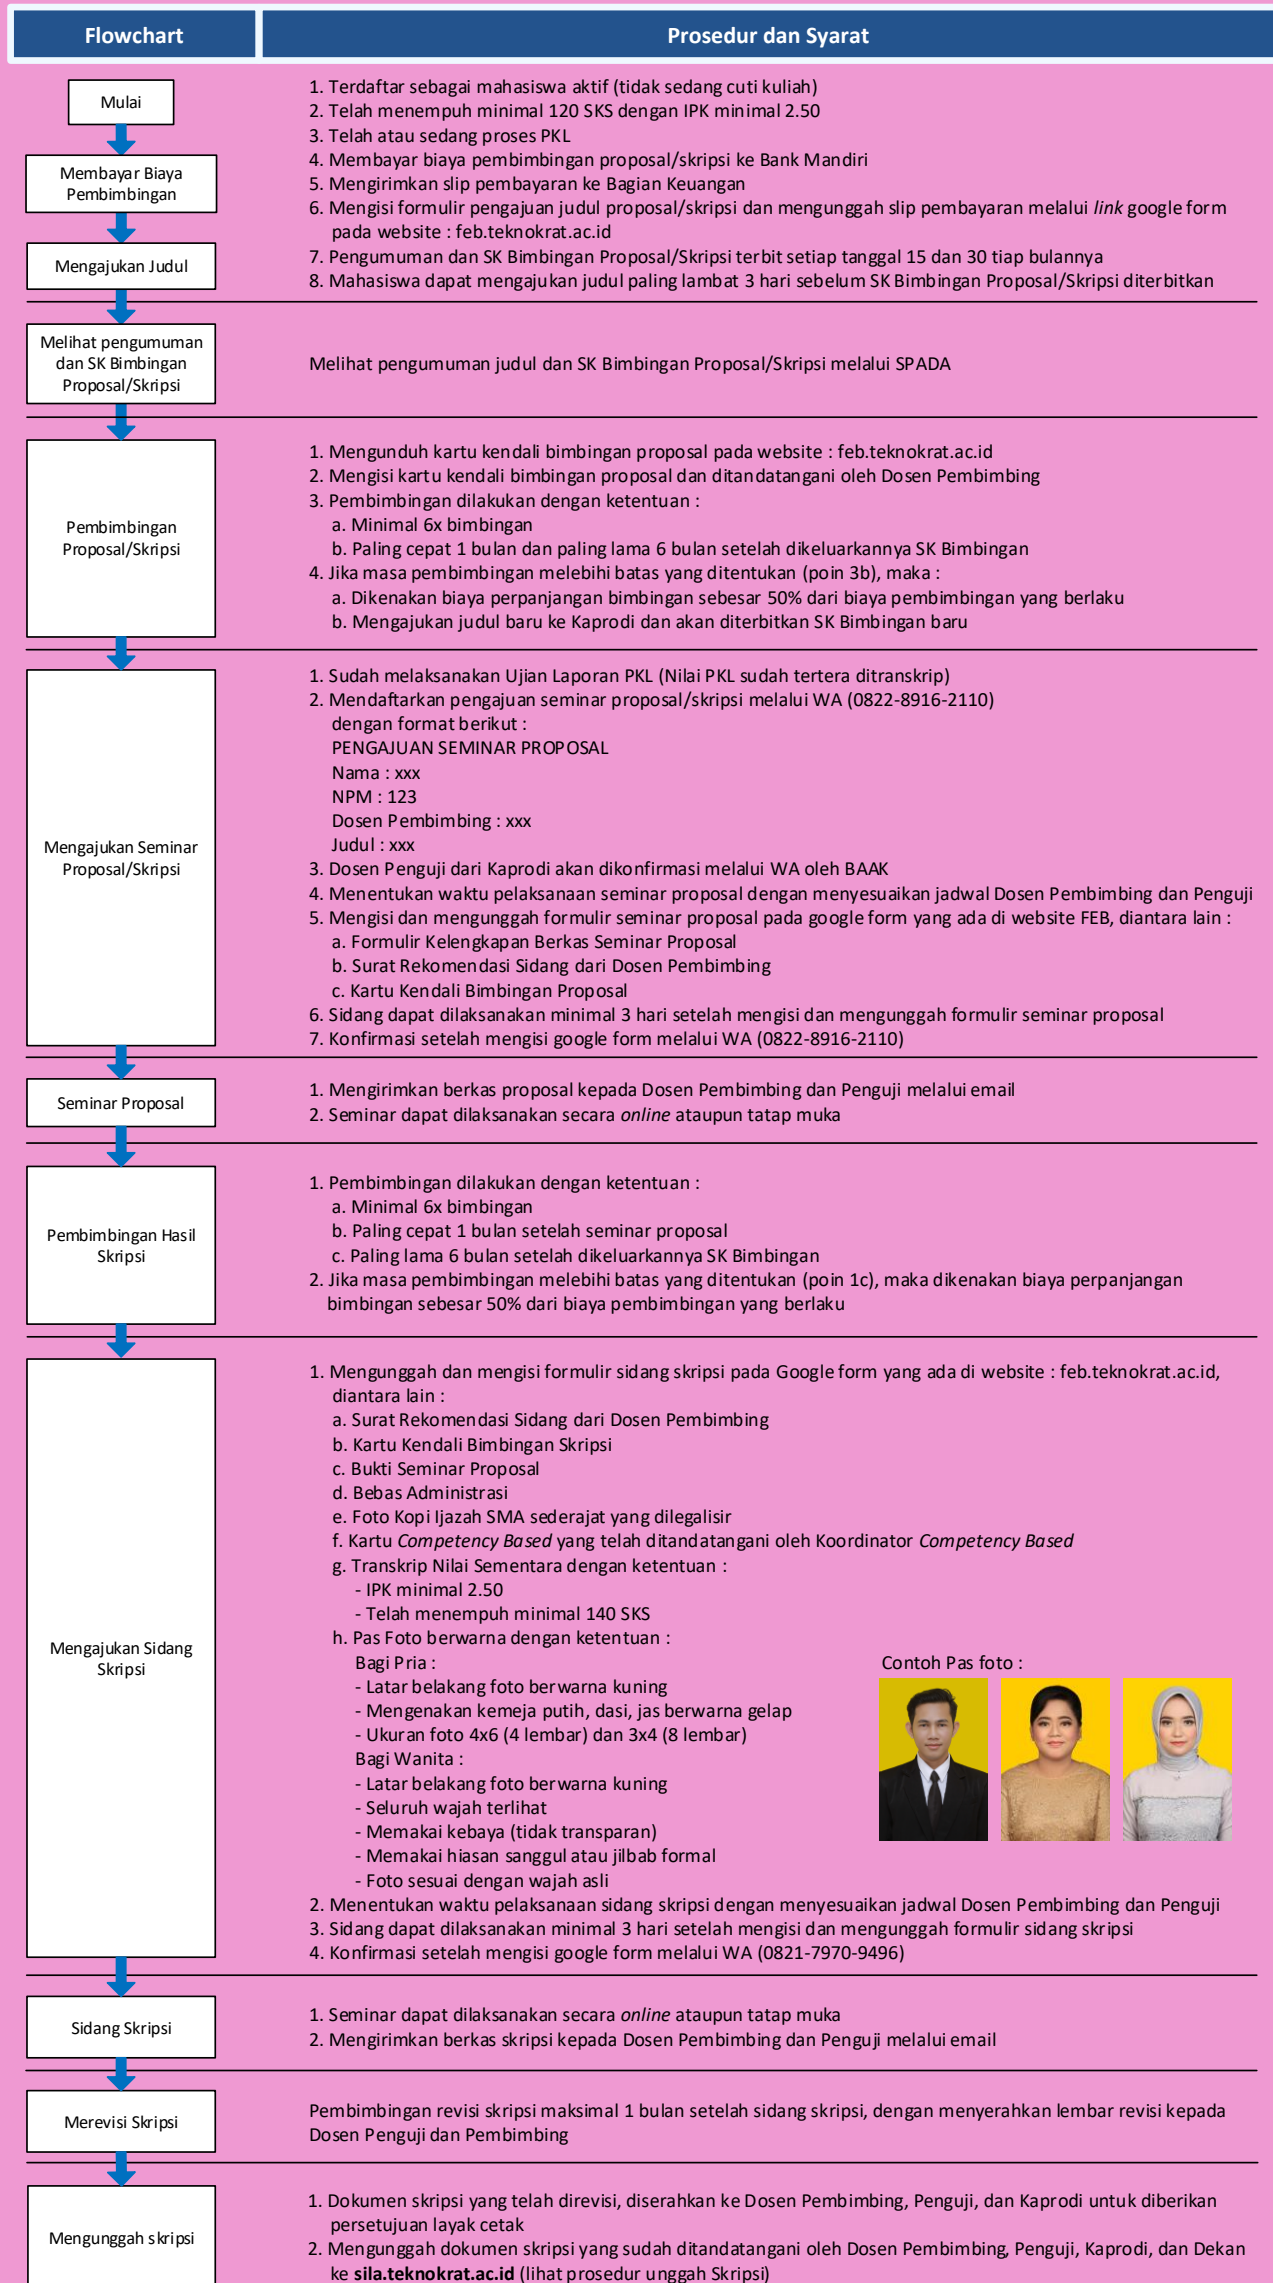 Flowchart
Prosedur dan Syarat
Mulai
Membayar Biaya
Pembimbingan
Mengajukan Judul
1. Terdaftar sebagai mahasiswa aktif (tidak sedang cuti kuliah)
2. Telah menempuh minimal 120 SKS dengan IPK minimal 2.50
3. Telah atau sedang proses PKL
4. Membayar biaya pembimbingan proposal/skripsi ke Bank Mandiri
5. Mengirimkan slip pembayaran ke Bagian Keuangan
6. Mengisi formulir pengajuan judul proposal/skripsi dan mengunggah slip pembayaran melalui link google form
pada website : feb.teknokrat.ac.id
7. Pengumuman dan SK Bimbingan Proposal/Skripsi terbit setiap tanggal 15 dan 30 tiap bulannya
8. Mahasiswa dapat mengajukan judul paling lambat 3 hari sebelum SK Bimbingan Proposal/Skripsi diterbitkan
Melihat pengumuman
dan SK Bimbingan
Proposal/Skripsi
Melihat pengumuman judul dan SK Bimbingan Proposal/Skripsi melalui SPADA
Pembimbingan
Proposal/Skripsi
1. Mengunduh kartu kendali bimbingan proposal pada website : feb.teknokrat.ac.id
2. Mengisi kartu kendali bimbingan proposal dan ditandatangani oleh Dosen Pembimbing
3. Pembimbingan dilakukan dengan ketentuan :
a. Minimal 6x bimbingan
b. Paling cepat 1 bulan dan paling lama 6 bulan setelah dikeluarkannya SK Bimbingan
4. Jika masa pembimbingan melebihi batas yang ditentukan (poin 3b), maka :
a. Dikenakan biaya perpanjangan bimbingan sebesar 50% dari biaya pembimbingan yang berlaku
b. Mengajukan judul baru ke Kaprodi dan akan diterbitkan SK Bimbingan baru
Mengajukan Seminar
Proposal/Skripsi
1. Sudah melaksanakan Ujian Laporan PKL (Nilai PKL sudah tertera ditranskrip)
2. Mendaftarkan pengajuan seminar proposal/skripsi melalui WA (0822-8916-2110)
dengan format berikut :
PENGAJUAN SEMINAR PROPOSAL
Nama : xxx
NPM : 123
Dosen Pembimbing : xxx
Judul : xxx
3. Dosen Penguji dari Kaprodi akan dikonfirmasi melalui WA oleh BAAK
4. Menentukan waktu pelaksanaan seminar proposal dengan menyesuaikan jadwal Dosen Pembimbing dan Penguji
5. Mengisi dan mengunggah formulir seminar proposal pada google form yang ada di website FEB, diantara lain :
a. Formulir Kelengkapan Berkas Seminar Proposal
b. Surat Rekomendasi Sidang dari Dosen Pembimbing
c. Kartu Kendali Bimbingan Proposal
6. Sidang dapat dilaksanakan minimal 3 hari setelah mengisi dan mengunggah formulir seminar proposal
7. Konfirmasi setelah mengisi google form melalui WA (0822-8916-2110)
Seminar Proposal
1. Mengirimkan berkas proposal kepada Dosen Pembimbing dan Penguji melalui email
2. Seminar dapat dilaksanakan secara online ataupun tatap muka
Pembimbingan Hasil
Skripsi
1. Pembimbingan dilakukan dengan ketentuan :
a. Minimal 6x bimbingan
b. Paling cepat 1 bulan setelah seminar proposal
c. Paling lama 6 bulan setelah dikeluarkannya SK Bimbingan
2. Jika masa pembimbingan melebihi batas yang ditentukan (poin 1c), maka dikenakan biaya perpanjangan
bimbingan sebesar 50% dari biaya pembimbingan yang berlaku
Mengajukan Sidang
Skripsi
1. Mengunggah dan mengisi formulir sidang skripsi pada Google form yang ada di website : feb.teknokrat.ac.id,
diantara lain :
a. Surat Rekomendasi Sidang dari Dosen Pembimbing
b. Kartu Kendali Bimbingan Skripsi
c. Bukti Seminar Proposal
d. Bebas Administrasi
e. Foto Kopi Ijazah SMA sederajat yang dilegalisir
f. Kartu Competency Based yang telah ditandatangani oleh Koordinator Competency Based
g. Transkrip Nilai Sementara dengan ketentuan :
- IPK minimal 2.50
- Telah menempuh minimal 140 SKS
h. Pas Foto berwarna dengan ketentuan :
Bagi Pria :
- Latar belakang foto berwarna kuning
- Mengenakan kemeja putih, dasi, jas berwarna gelap
- Ukuran foto 4x6 (4 lembar) dan 3x4 (8 lembar)
Bagi Wanita :
- Latar belakang foto berwarna kuning
- Seluruh wajah terlihat
- Memakai kebaya (tidak transparan)
- Memakai hiasan sanggul atau jilbab formal
- Foto sesuai dengan wajah asli
Contoh Pas foto :
2. Menentukan waktu pelaksanaan sidang skripsi dengan menyesuaikan jadwal Dosen Pembimbing dan Penguji
3. Sidang dapat dilaksanakan minimal 3 hari setelah mengisi dan mengunggah formulir sidang skripsi
4. Konfirmasi setelah mengisi google form melalui WA (0821-7970-9496)
Sidang Skripsi
1. Seminar dapat dilaksanakan secara online ataupun tatap muka
2. Mengirimkan berkas skripsi kepada Dosen Pembimbing dan Penguji melalui email
Merevisi Skripsi
Pembimbingan revisi skripsi maksimal 1 bulan setelah sidang skripsi, dengan menyerahkan lembar revisi kepada
Dosen Penguji dan Pembimbing
Mengunggah skripsi
1. Dokumen skripsi yang telah direvisi, diserahkan ke Dosen Pembimbing, Penguji, dan Kaprodi untuk diberikan
persetujuan layak cetak
2. Mengunggah dokumen skripsi yang sudah ditandatangani oleh Dosen Pembimbing, Penguji, Kaprodi, dan Dekan
ke sila.teknokrat.ac.id (lihat prosedur unggah Skripsi)